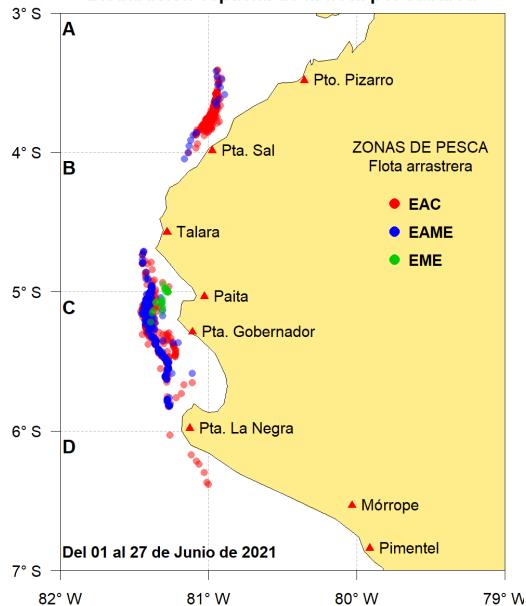 3° S
A
Pto. Pizarro
ZONAS DE PESCA
Flota arrastrera
EAC
EAME
EME
4° S
Pta. Sal
B
Talara
5° S
Paita
C
Pta. Gobernador
6° S
Pta. La Negra
D
Mórrope
Pimentel
Del 01 al 27 de Junio de 2021
7° S
82° W
81° W
80° W
79° W